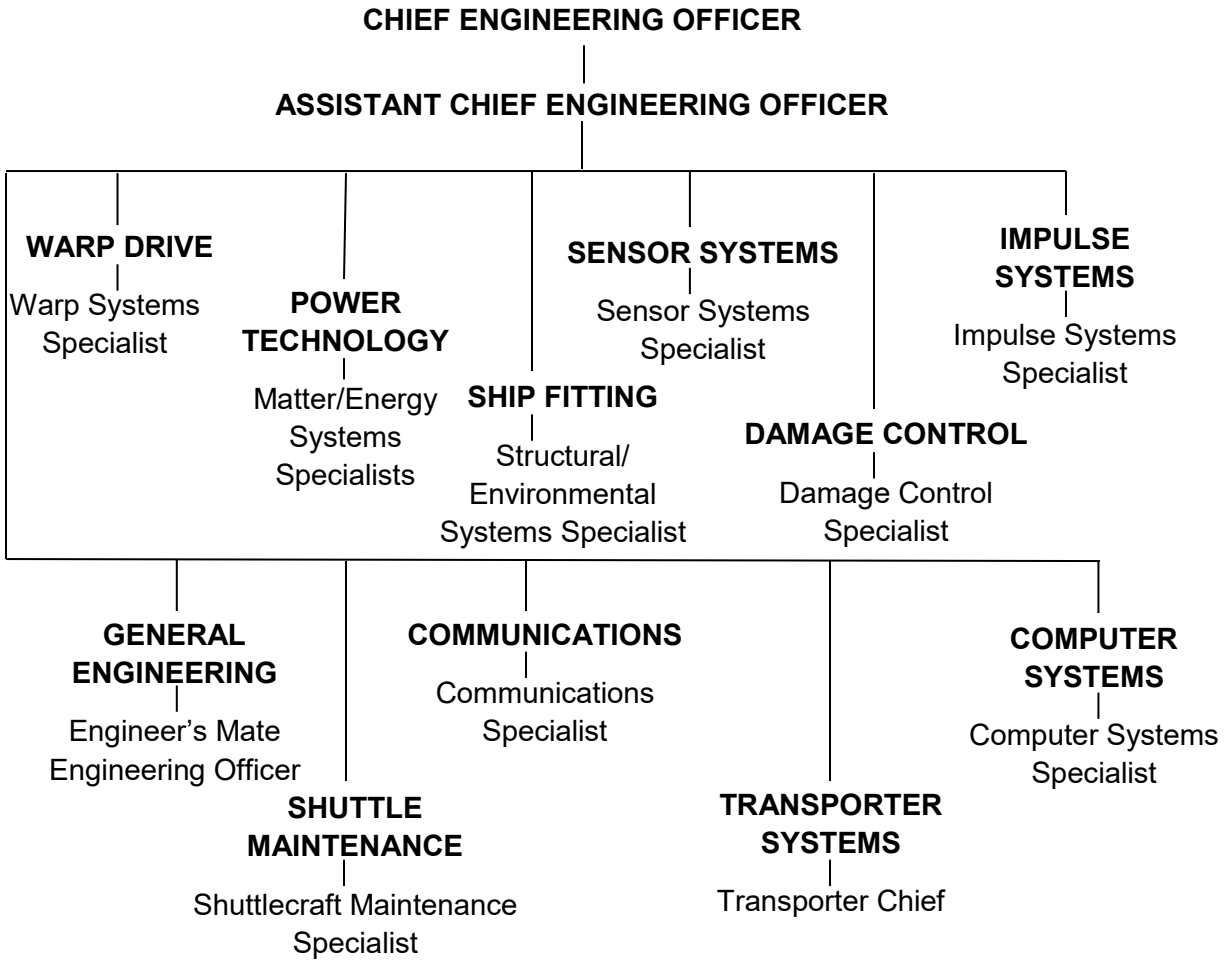 CHIEF ENGINEERING OFFICER
ASSISTANT CHIEF ENGINEERING OFFICER
WARP DRIVE
Warp Systems
Specialist
POWER
TECHNOLOGY
Matter/Energy
Systems
Specialists
SHIP FITTING
Structural/
Environmental
Systems Specialist
SENSOR SYSTEMS
Sensor Systems
Specialist
DAMAGE CONTROL
Damage Control
Specialist
IMPULSE
SYSTEMS
Impulse Systems
Specialist
GENERAL
ENGINEERING
Engineer’s Mate
Engineering Officer
SHUTTLE
MAINTENANCE
Shuttlecraft Maintenance
Specialist
COMMUNICATIONS
Communications
Specialist
TRANSPORTER
SYSTEMS
Transporter Chief
COMPUTER
SYSTEMS
Computer Systems
Specialist